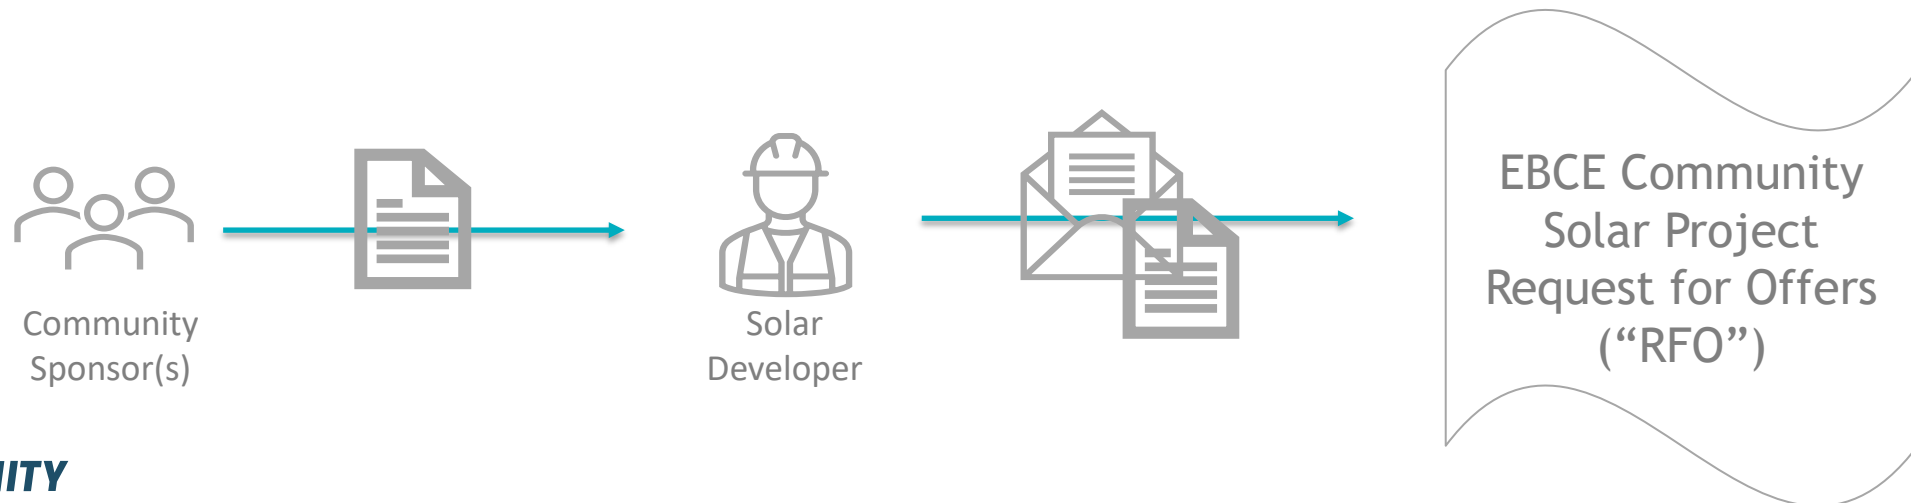 Community
Sponsor(s)
Solar
Developer
EBCE Community
Solar Project
Request for Offers
(“RFO”)